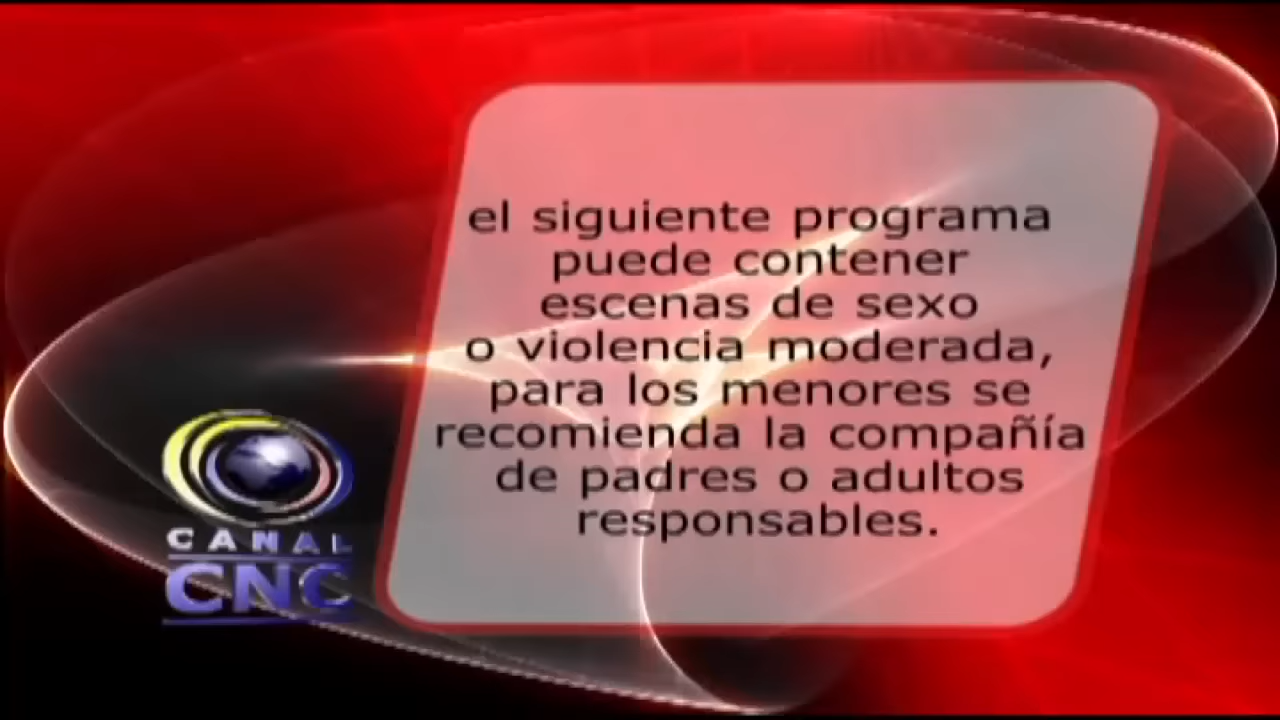 el siguiente programa
puede contener
escenas de sexo
o violencia moderada,
para los menores se
recomienda la compañía
de padres o adultos
responsables.
CANAL
CNC